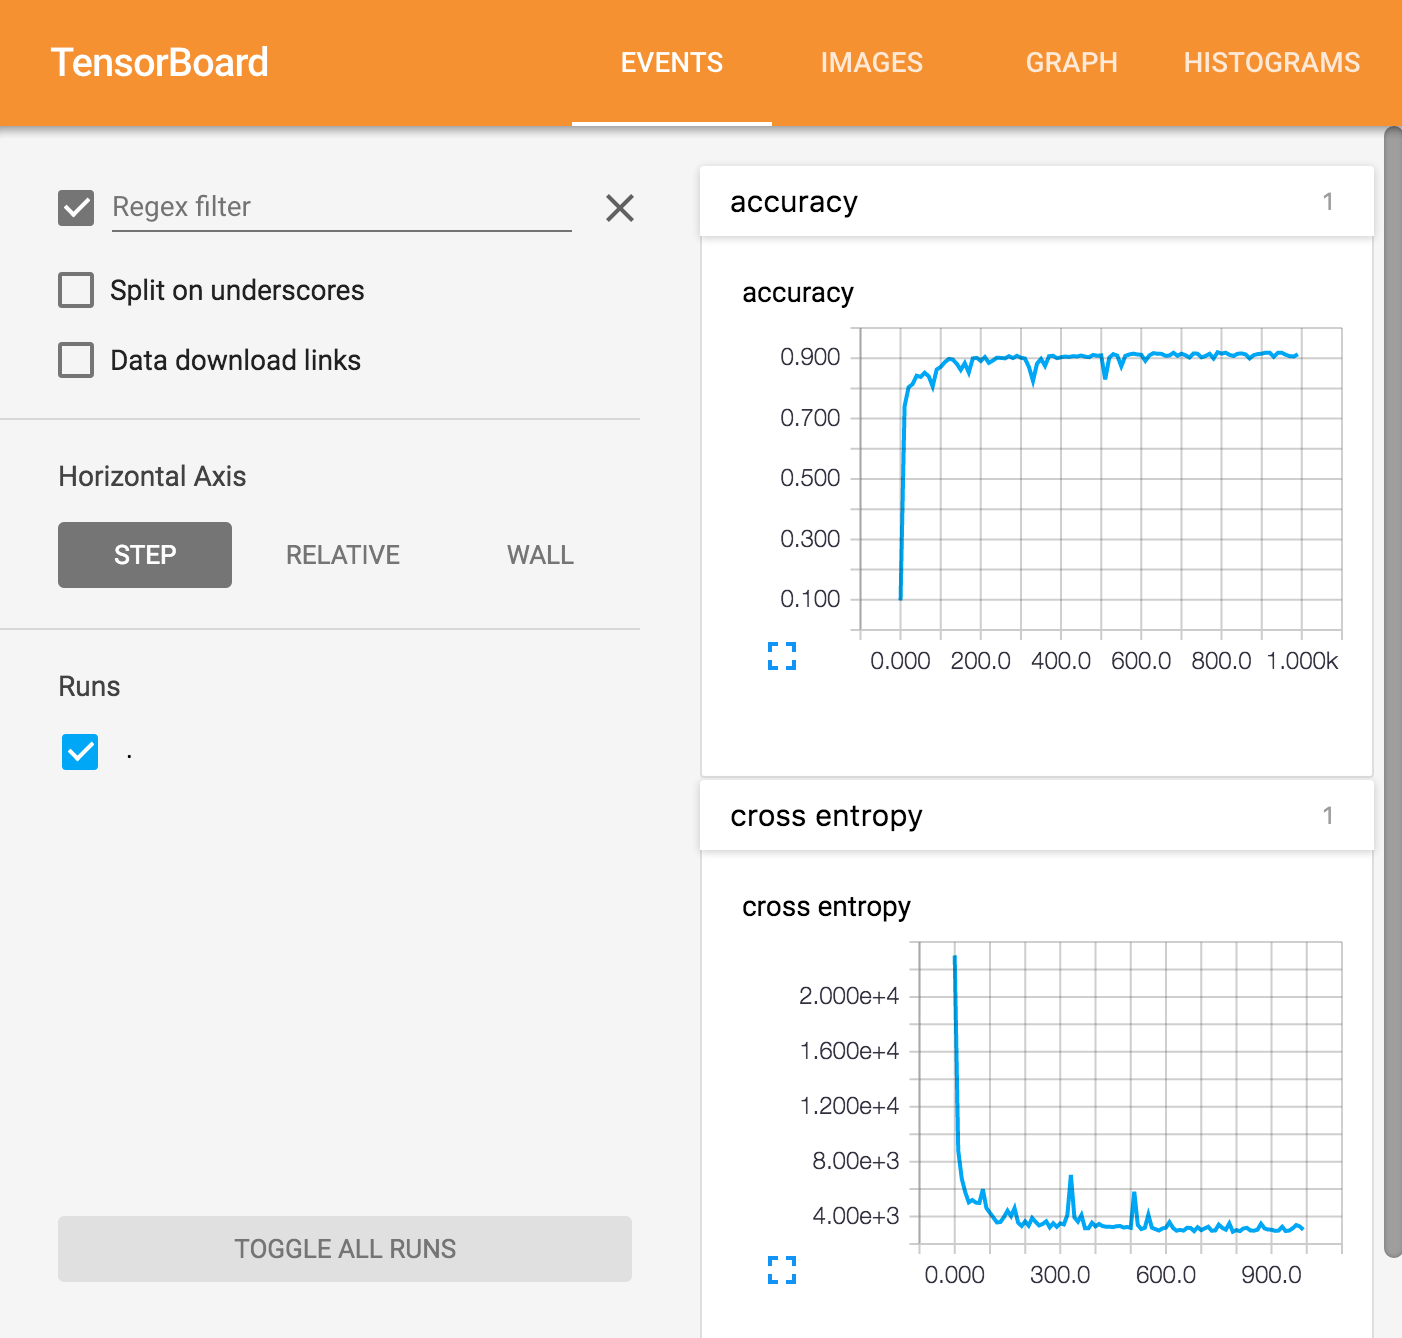 TensorBoard
EVENTS
IMAGES
GRAPH
HISTOGRAMS
Regex filter
Split on underscores
Data download links
Horizontal Axis
STEP
RELATIVE
WALL
Runs
.
TOGGLE ALL RUNS
accuracy 1
accuracy
0.900
0.700
0.500
0.300
0.100
0.000 200.0 400.0 600.0 800.0 1.000k
cross entropy 1
cross entropy
2.000e+4
1.600e+4
1.200e+4
8.00e+3
4.00e+3
0.000 300.0 600.0 900.0